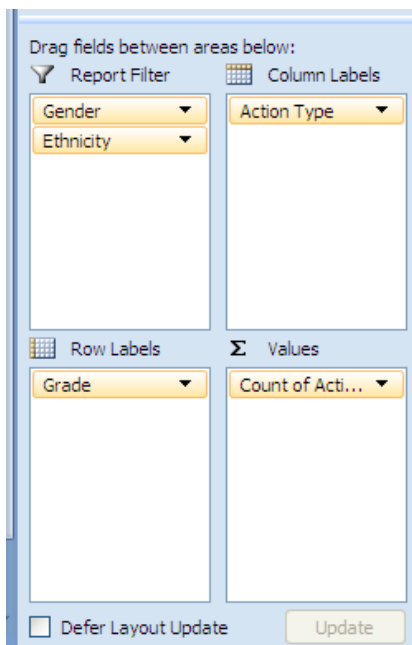 Drag fields between areas below:
Report Filter
Column Labels
Gender
Ethnicity
Action Type
Row Labels
Σ Values
Grade
Count of Acti...
Defer Layout Update
Update